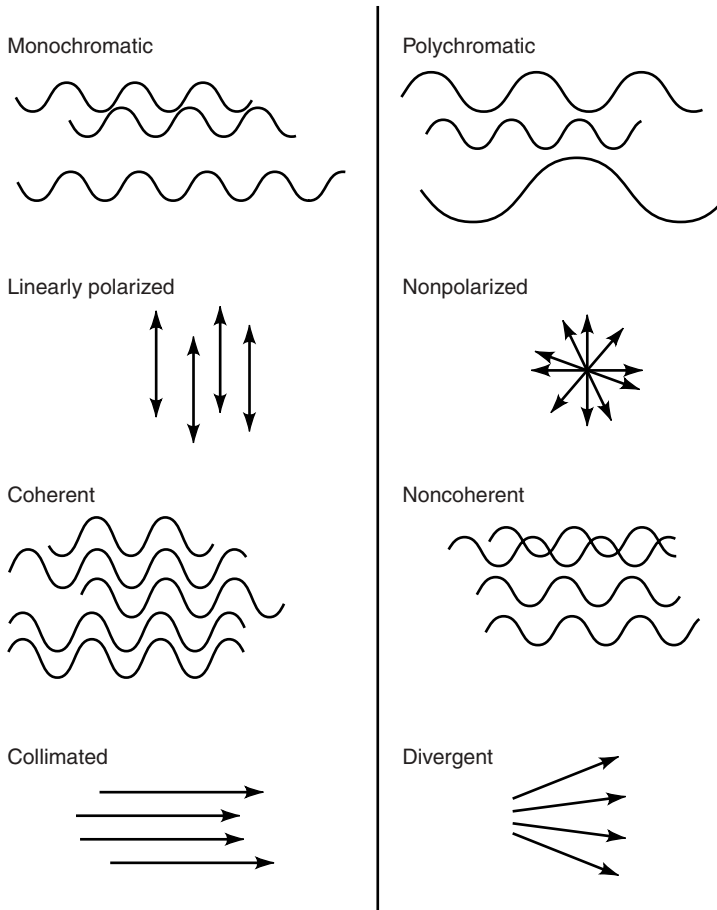 Monochromatic
Polychromatic
Linearly polarized
Nonpolarized
Coherent
Noncoherent
Collimated
Divergent